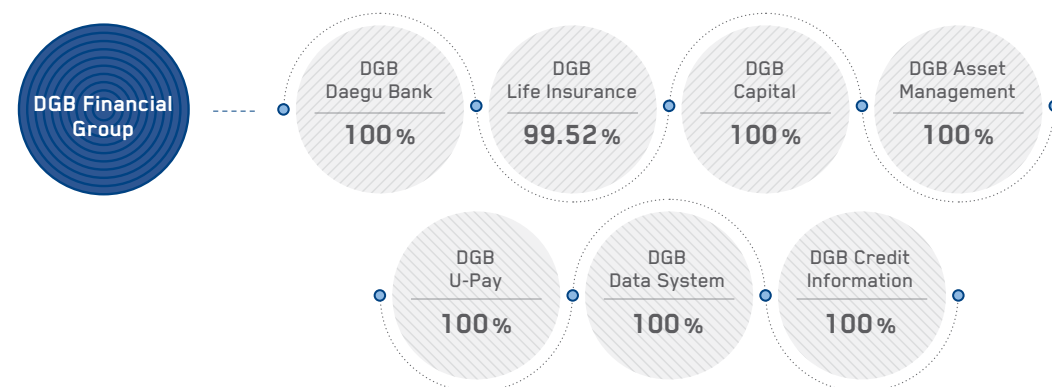 DGB Financial
Group
DGB
Daegu Bank
100%
DGB
Life Insurance
99.52%
DGB
Capital
100%
DGB Asset
Management
100%
DGB
U-Pay
100%
DGB
Data System
100%
DGB Credit
Information
100%